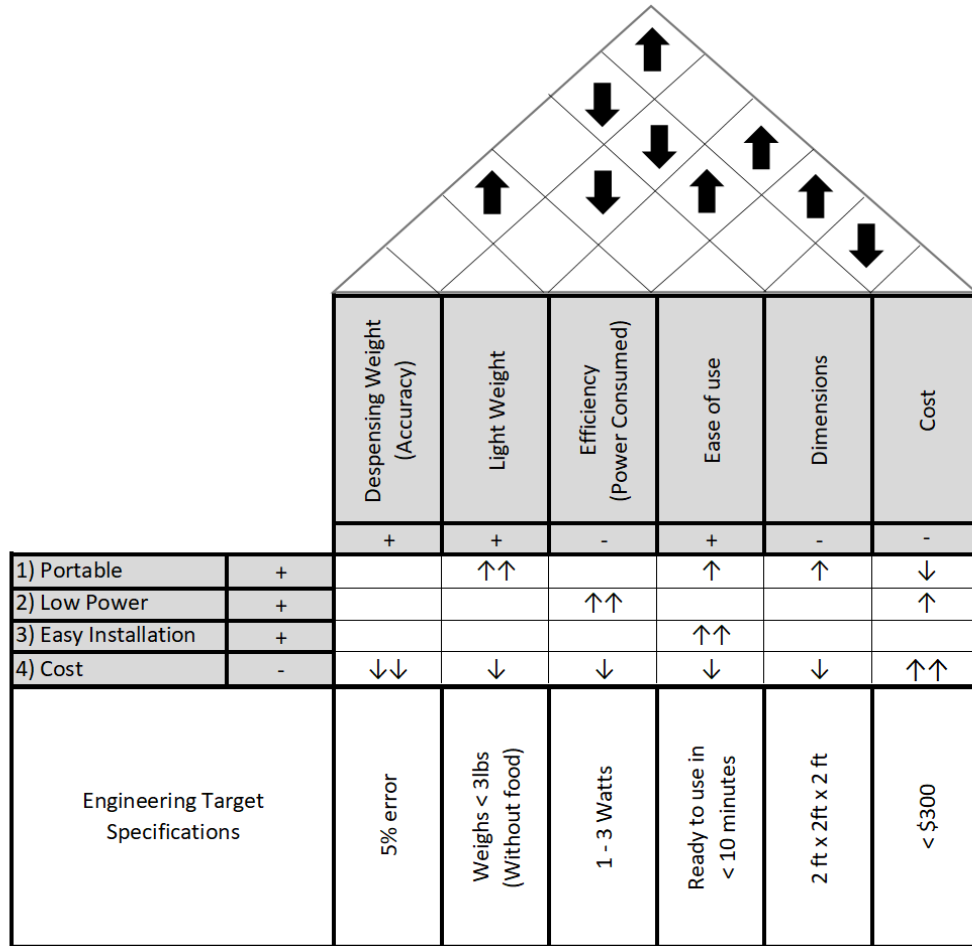 Despensing Weight
(Accuracy)
Light Weight
Efficiency
(Power Consumed)
Ease of use
Dimensions
Cost
+ + - + - -
1) Portable + ↑↑ ↑ ↑ ↓
2) Low Power + ↑↑ ↑
3) Easy Installation + ↑↑
4) Cost - ↓↓ ↓ ↓ ↓ ↓ ↑↑
Engineering Target
Specifications
5% error
Weighs < 3lbs
(Without food)
1 - 3 Watts
Ready to use in
< 10 minutes
2 ft x 2ft x 2 ft
< $300